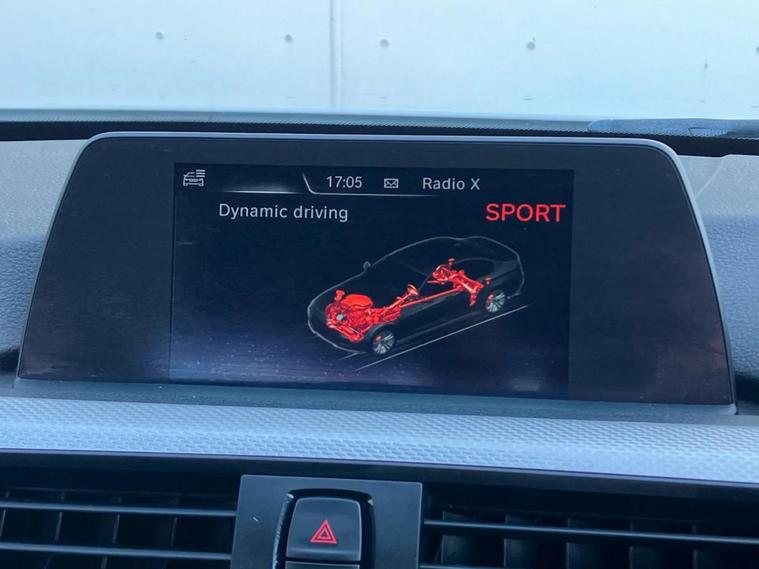 17:05 Radio X
Dynamic driving SPORT